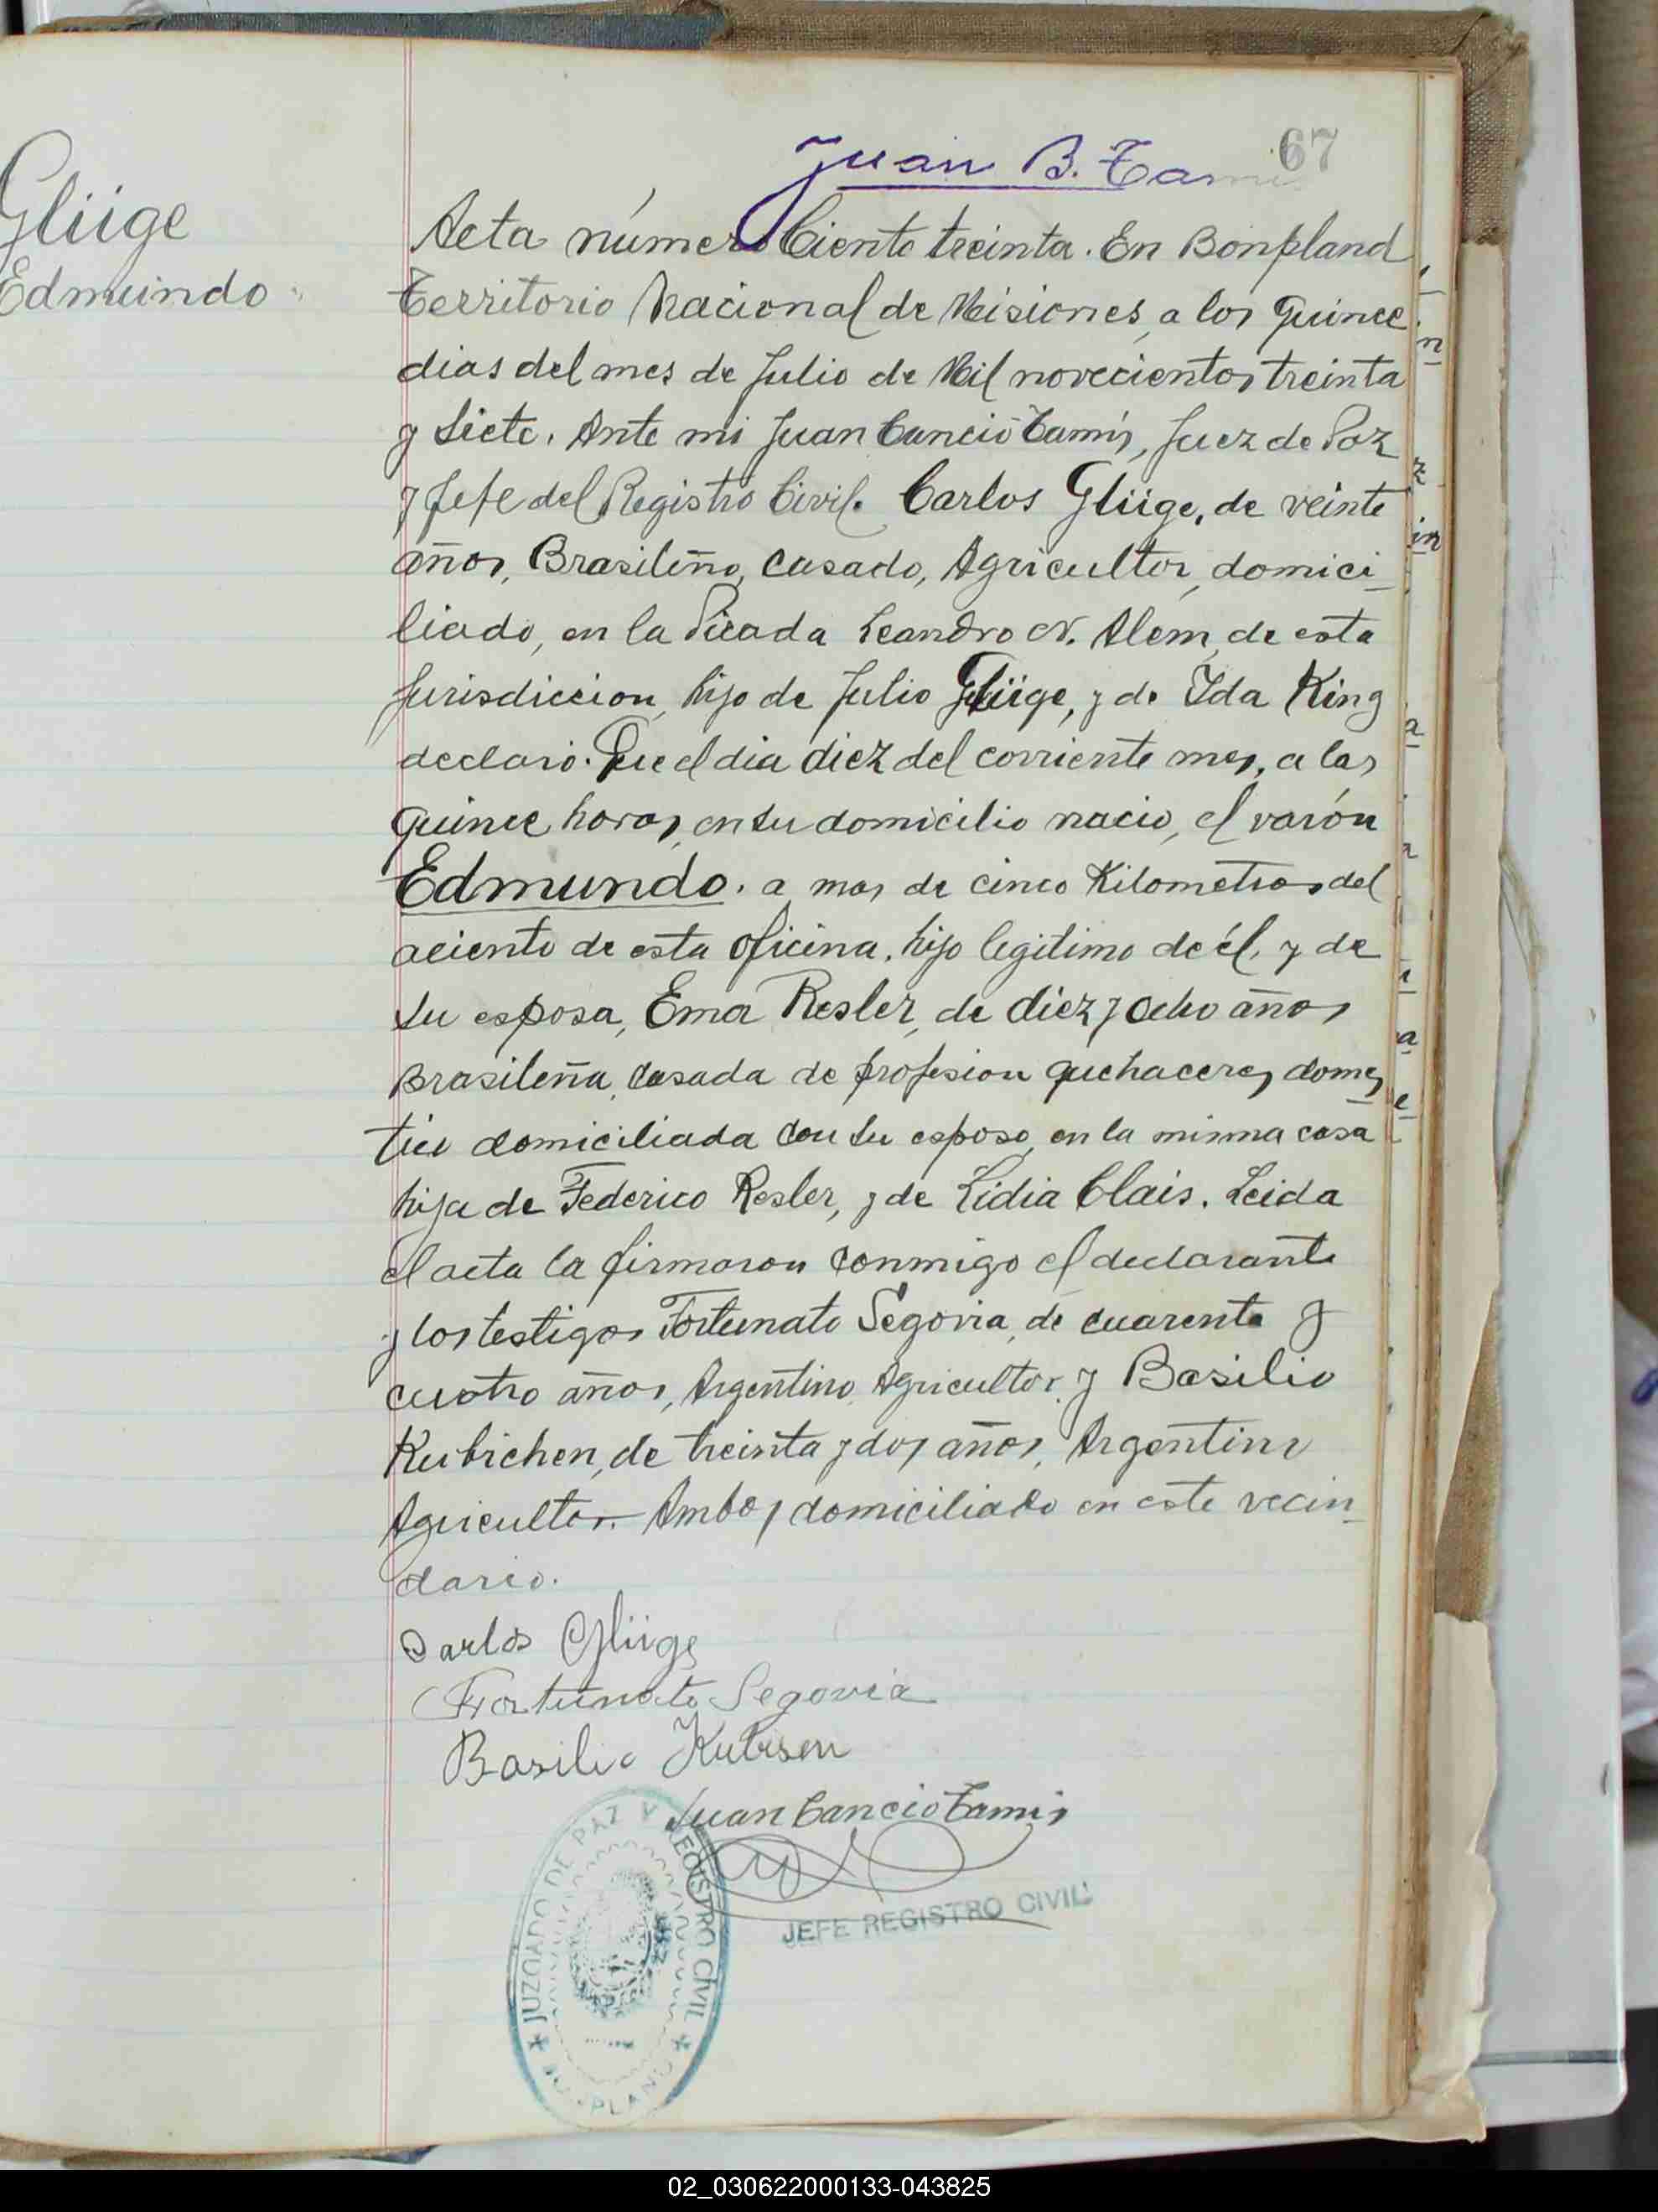 67
Juan B. Tami
Gliige
Edmundo
Acta número Ciento treinta. En Bonpland
Territorio Nacional de Misiones, a los quince
dias del mes de Julio de Mil novecientos treinta
y Siete. Ante mi Juan Cancio Tamis, Juez de Paz
y Jefe del Registro Civil. Carlos Gliige, de veinte
años, Brasileño, casado, Agricultor, domici-
liado, en la Picada Leandro N. Alem, de esta
Jurisdiccion, hijo de Julio Gliige, y de Ida King
declaró. Que el dia diez del corriente mes, a las
quince horas, en su domicilio nacio, el varón
Edmundo. a mas de cinco Kilometros del
aciento de esta oficina. hijo legitimo de él, y de
su esposa, Ema Resler, de diez y ocho años
Brasileña, casada de profesion quehaceres domes
tico domiciliada con su esposo, en la misma casa
hija de Federico Resler, y de Lidia Clais. Leida
el acta la firmaron conmigo el declarante
y los testigos Fortunato Segovia, de cuarenta y
cuatro años, Argentino, Agricultor, y Basilio
Kubichen, de treinta y dos años, Argentino
Agricultor. Ambos domiciliado en este vecin-
dario.
Carlos Gliige
Fortunato Segovia
Basilio Kubisen
Juan Cancio Tamis
JUZGADO DE PAZ Y REGISTRO CIVIL
BONPLAND
JEFE REGISTRO CIVIL
02_030622000133-043825